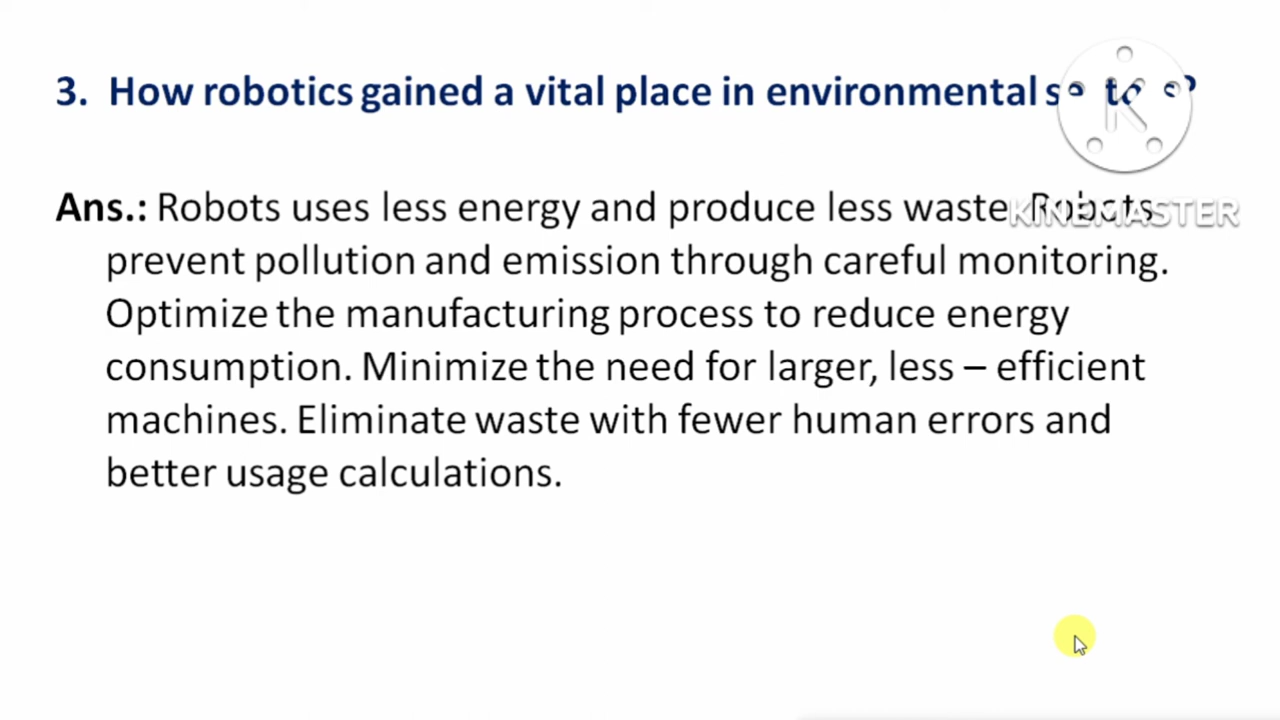 3. How robotics gained a vital place in environmental
Ans.: Robots uses less energy and produce less waste Robots
prevent pollution and emission through careful monitoring.
Optimize the manufacturing process to reduce energy
consumption. Minimize the need for larger, less – efficient
machines. Eliminate waste with fewer human errors and
better usage calculations.
K
KINEMASTER